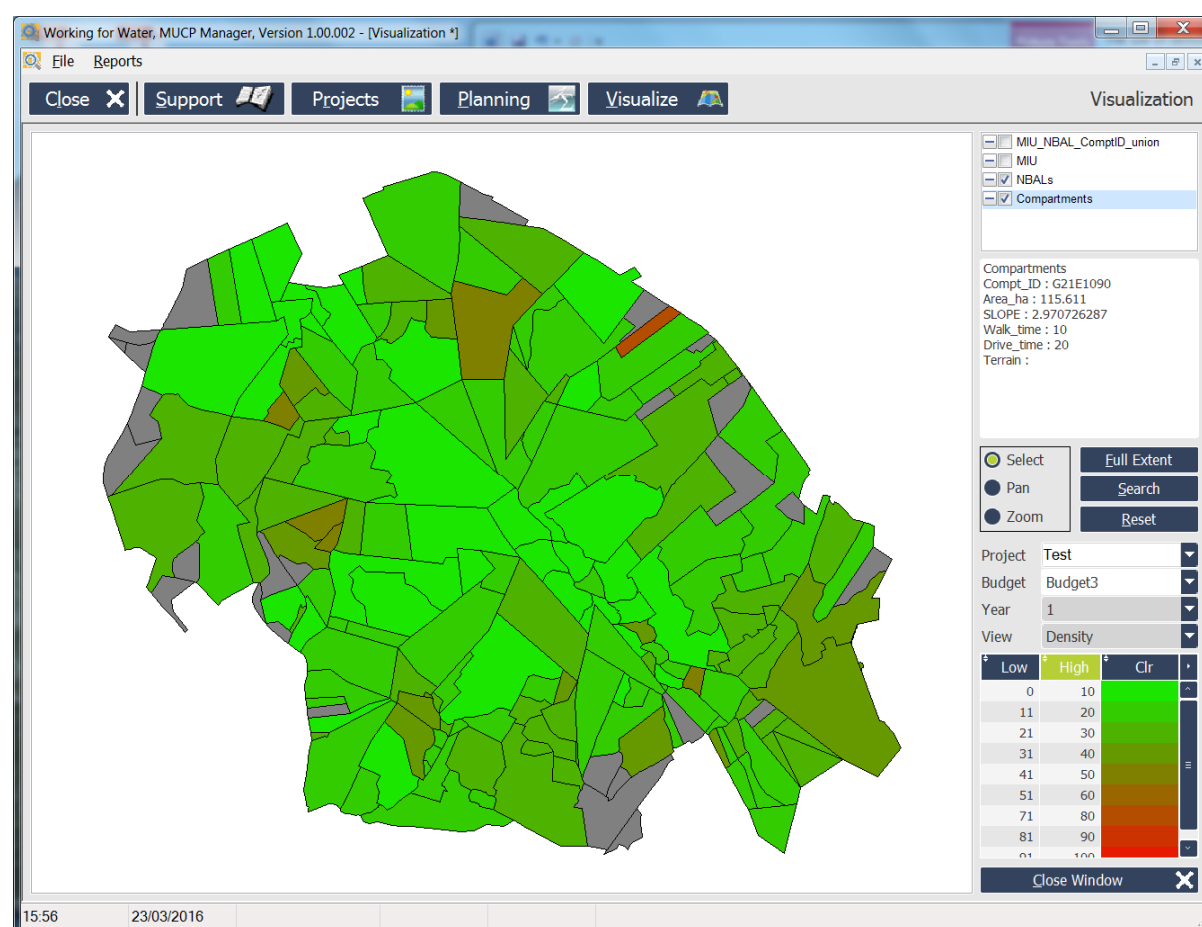 Working for Water, MUCP Manager, Version 1.00.002 - [Visualization *]
File Reports
Close Support Projects Planning Visualize Visualization
MIU_NBAL_ComptID_union
MIU
NBALs
Compartments
Compartments
Compt_ID : G21E1090
Area_ha : 115.611
SLOPE : 2.970726287
Walk_time : 10
Drive_time : 20
Terrain :
Select Full Extent
Pan Search
Zoom Reset
Project Test
Budget Budget3
Year 1
View Density
Low High Clr
0 10
11 20
21 30
31 40
41 50
51 60
71 80
81 90
91 100
Close Window
15:56 23/03/2016